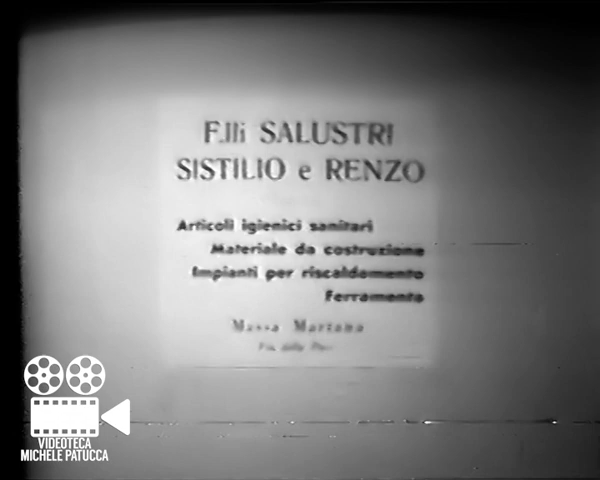 F.lli SALUSTRI
SISTILIO e RENZO
Articoli igienici sanitari
Materiale da costruzione
Impianti per riscaldamento
Ferramenta
Massa Martana
VIDEOTECA
MICHELE PATUCCA